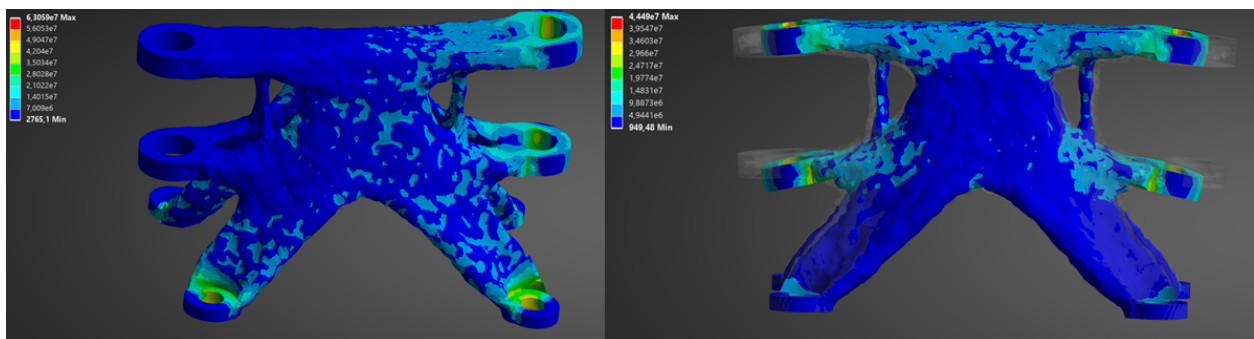 6,3059e7 Max
5,6053e7
4,9047e7
4,204e7
3,5034e7
2,8028e7
2,1022e7
1,4015e7
7,009e6
2765,1 Min
4,449e7 Max
3,9547e7
3,4603e7
2,966e7
2,4717e7
1,9774e7
1,4831e7
9,8873e6
4,9441e6
949,48 Min